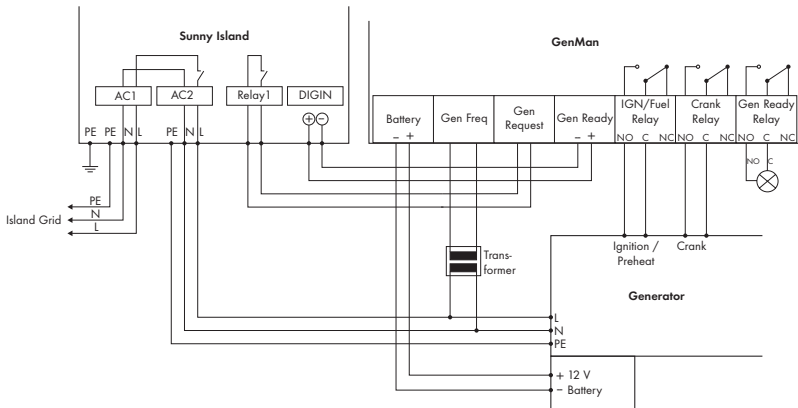 Sunny Island
GenMan
AC1 AC2 Relay1 DIGIN
+ −
PE PE N L PE N L
Battery
− +
Gen Freq
Gen
Request
Gen Ready
− +
IGN/Fuel
Relay
NO C NC
Crank
Relay
NO C NC
Gen Ready
Relay
NO C NC
NO C
Island Grid
PE
N
L
Trans-
former
Ignition /
Preheat
Crank
Generator
L
N
PE
+ 12 V
− Battery